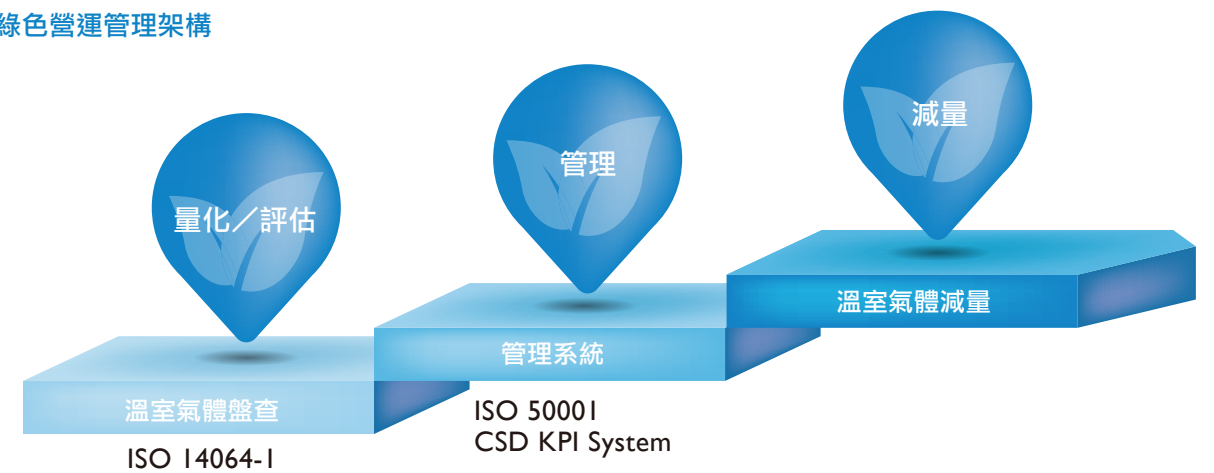 綠色營運管理架構
量化／評估
溫室氣體盤查
ISO 14064-1
管理
管理系統
ISO 50001
CSD KPI System
減量
溫室氣體減量